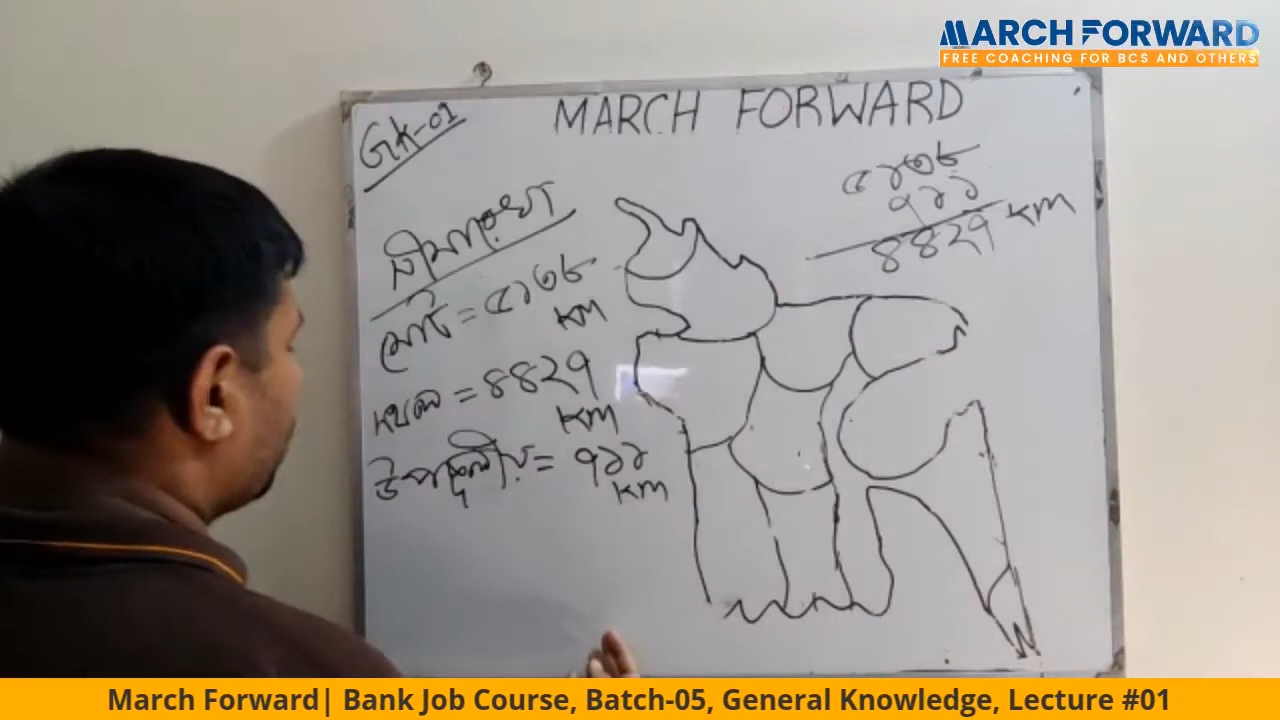 MARCH FORWARD
FREE COACHING FOR BCS AND OTHERS
GK-01
MARCH FORWARD
সীমারেখা
মোট = ৫১৩৮
km
স্থল = ৪৪২৭
km
উপকূলীয় = ৭১১
km
৫১৩৮
৭১১
৪৪২৭ km
March Forward| Bank Job Course, Batch-05, General Knowledge, Lecture #01